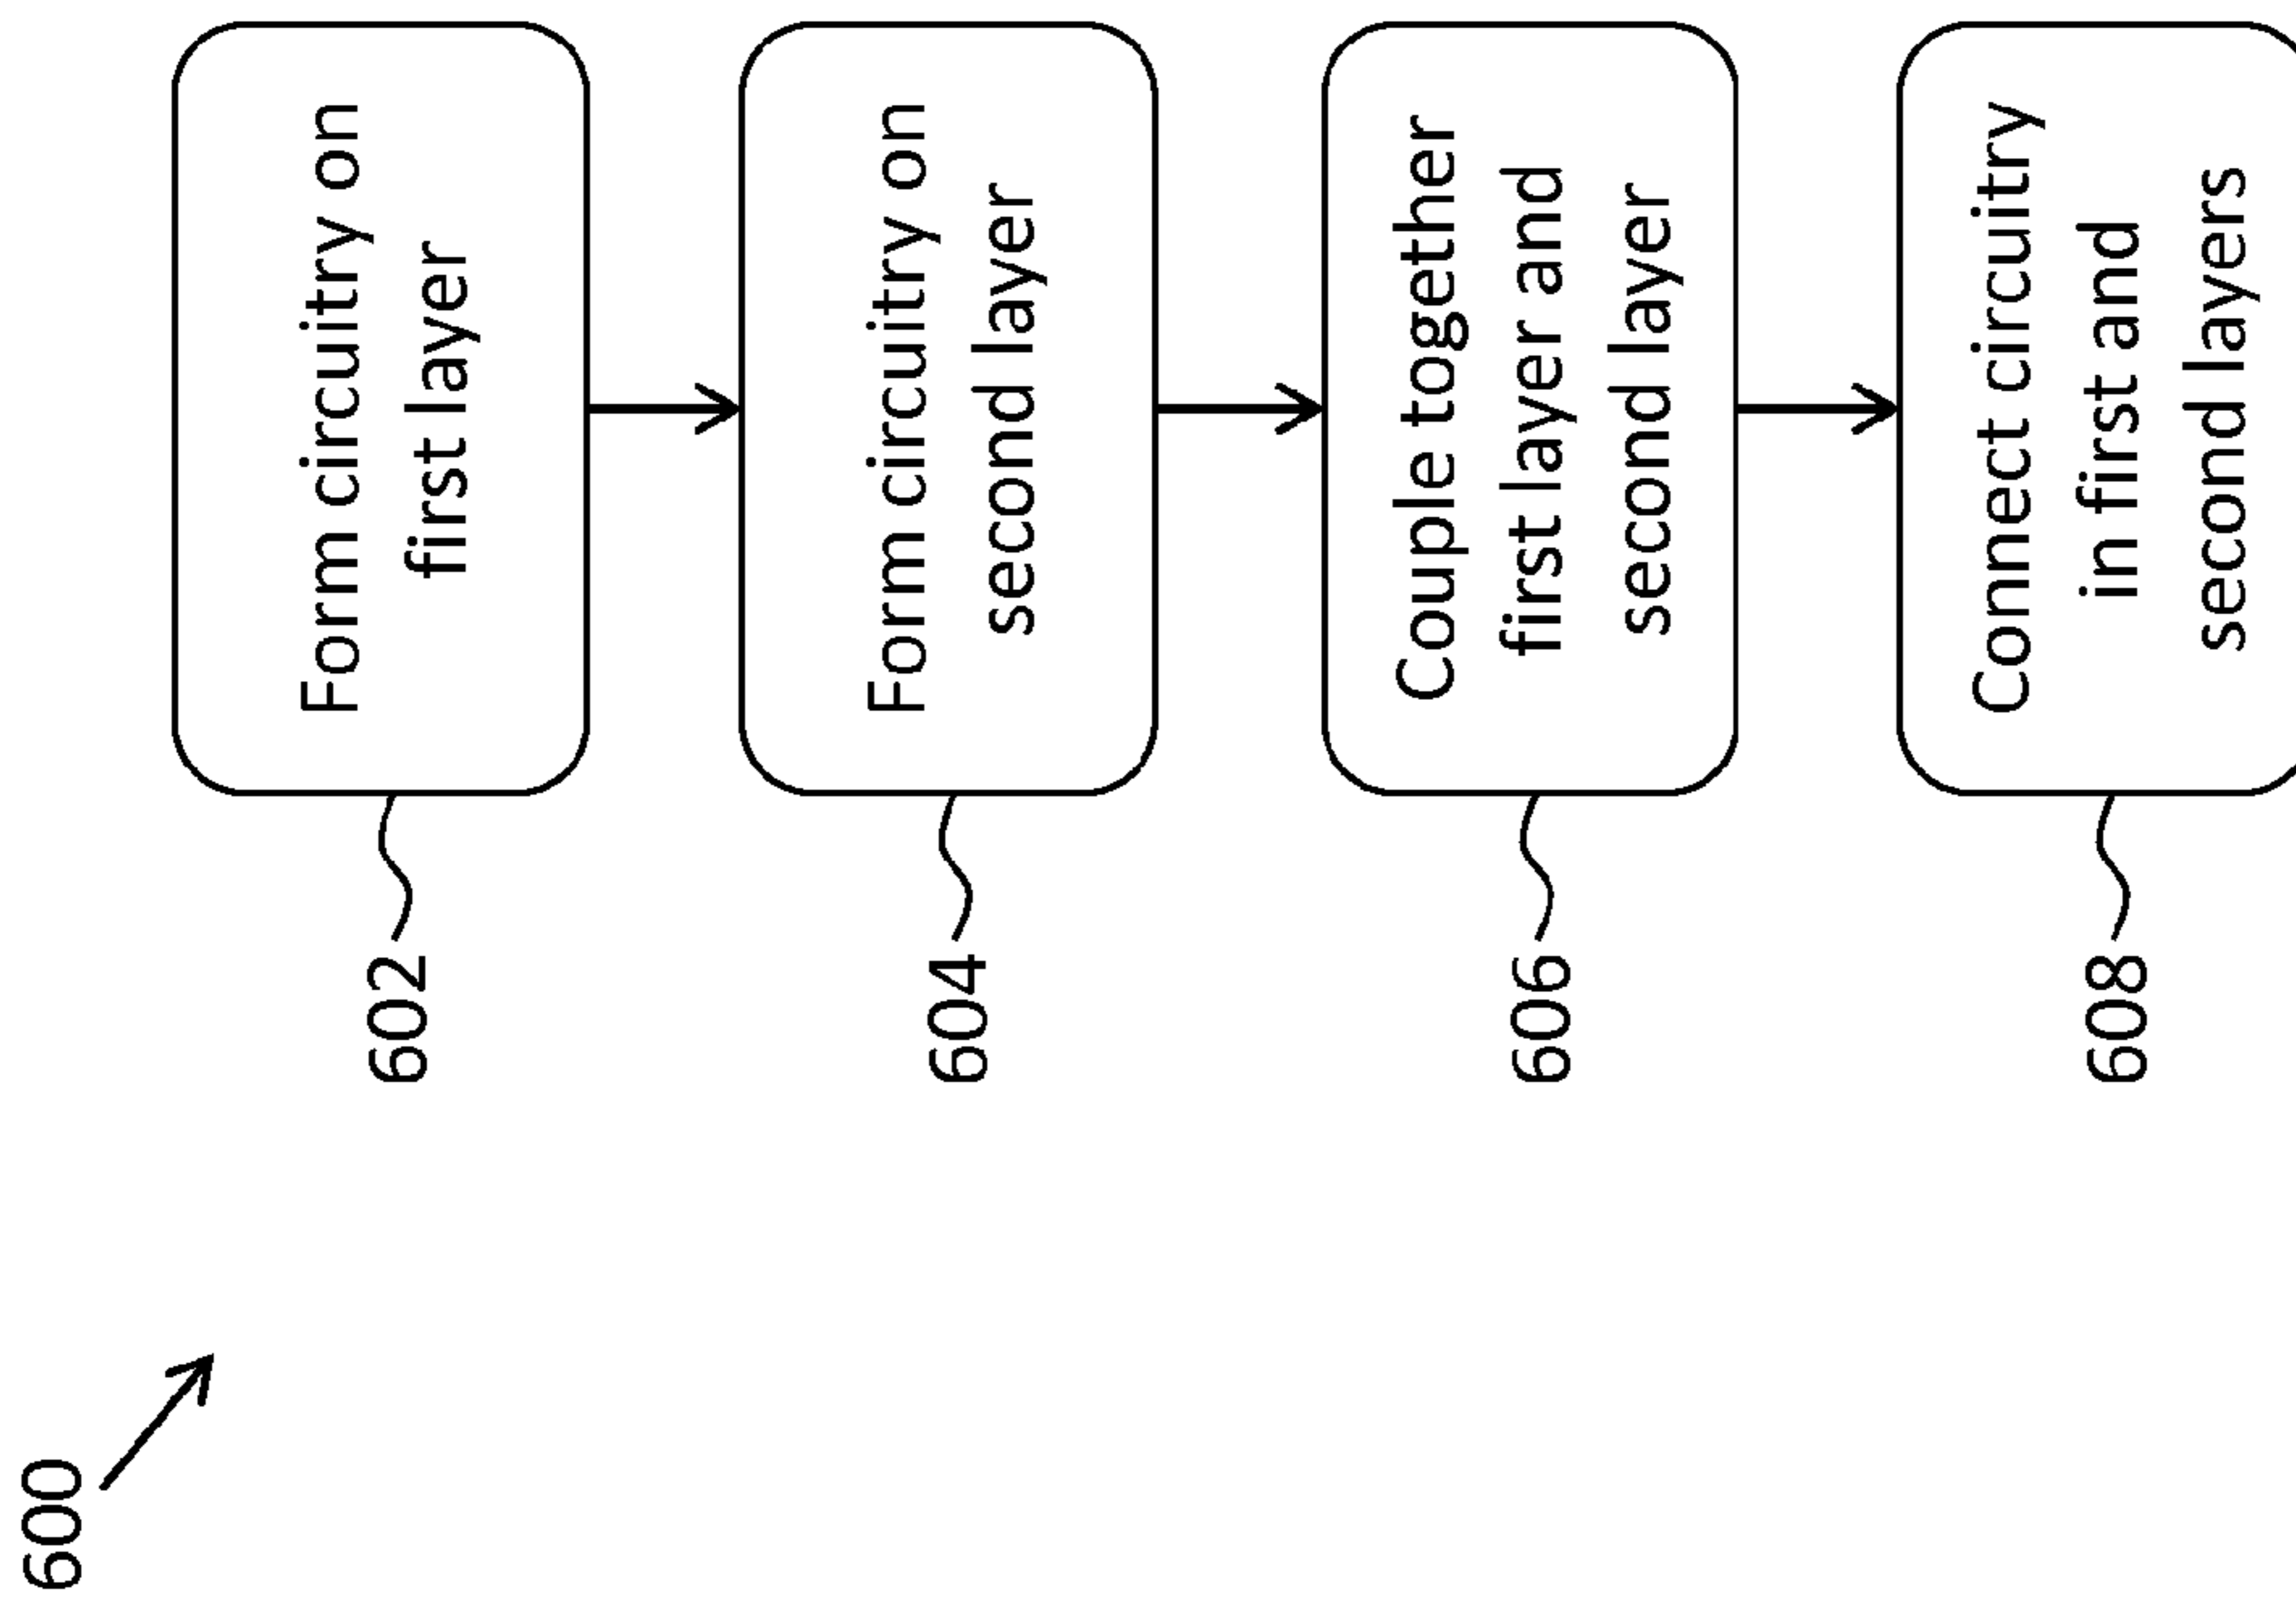 600
602
Form circuitry on
first layer
604
Form circuitry on
second layer
606
Couple together
first layer and
second layer
608
Connect circuitry
in first and
second layers